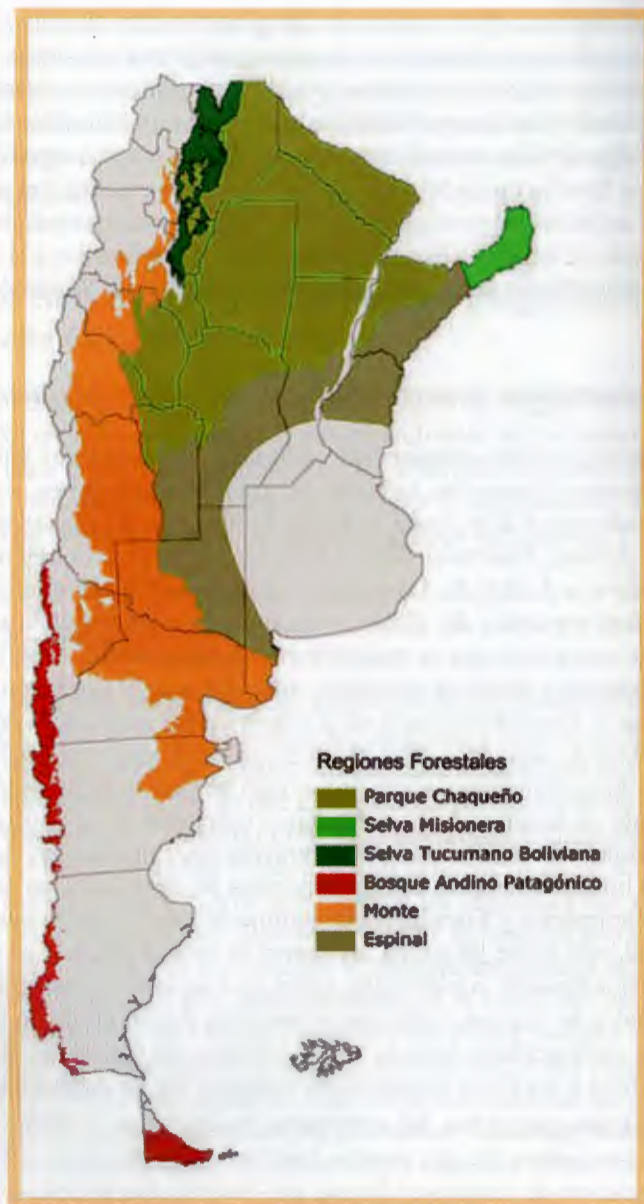 Regiones Forestales
Parque Chaqueño
Selva Misionera
Selva Tucumano Boliviana
Bosque Andino Patagónico
Monte
Espinal